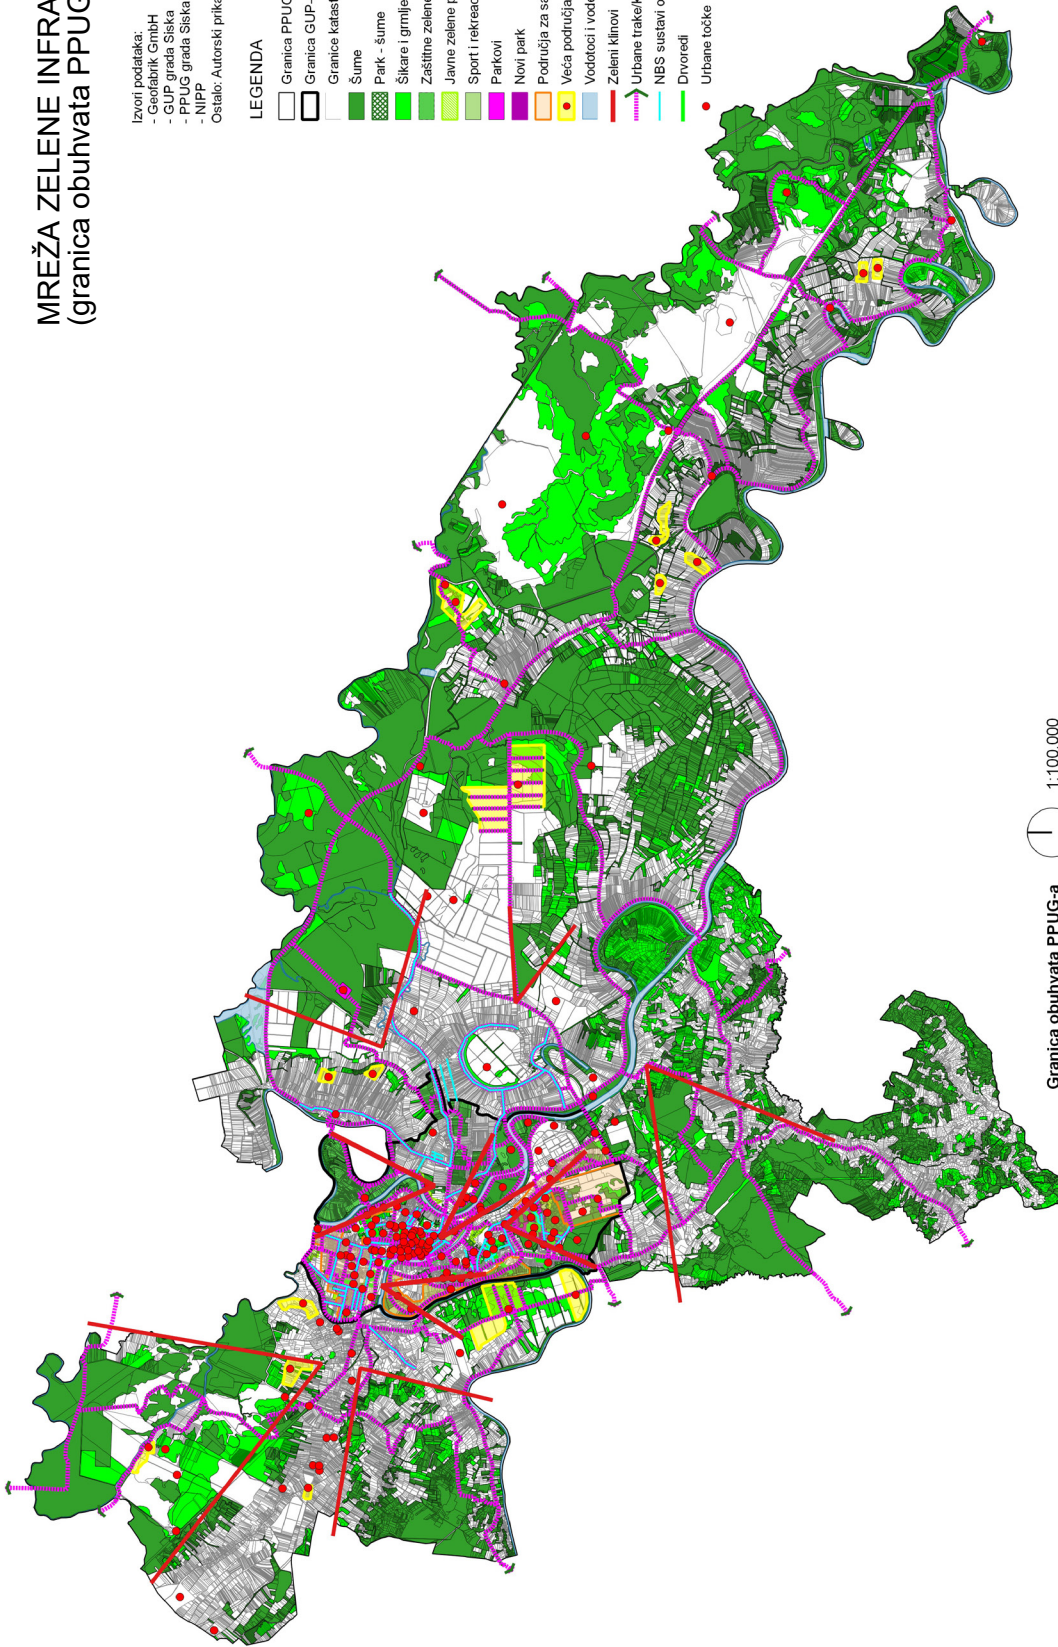 MREŽA ZELENE INFRA
(granica obuhvata PPUG
Izvori podataka:
- Geofabrik GmbH
- GUP grada Siska
- PPUG grada Siska
- NIPP
Ostalo: Autorski prika
LEGENDA
Granica PPUG
Granica GUP-
Granice katast
Šume
Park - šume
Šikare i grmlje
Zaštitne zelene
Javne zelene p
Sport i rekreac
Parkovi
Novi park
Područja za sa
Veća područja
Vodotoci i vode
Zeleni klinovi
Urbane trake/k
NBS sustavi o
Drvoredi
Urbane točke
Granica obuhvata PPUG-a
1:100.000